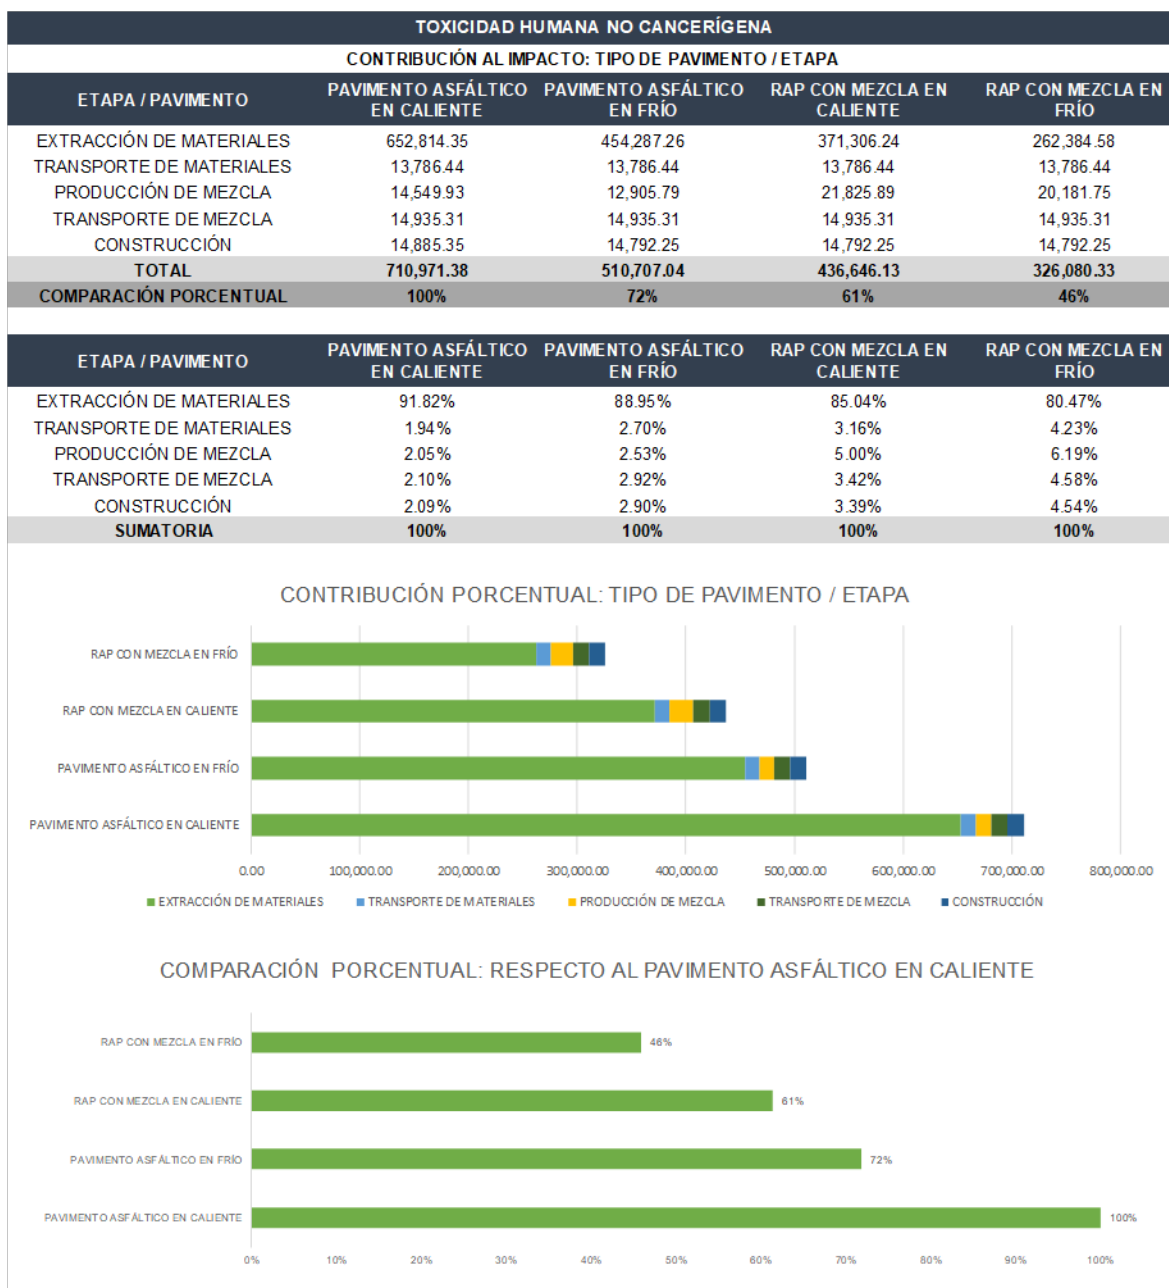 TOXICIDAD HUMANA NO CANCERÍGENA
CONTRIBUCIÓN AL IMPACTO: TIPO DE PAVIMENTO / ETAPA
ETAPA / PAVIMENTO PAVIMENTO ASFÁLTICO EN CALIENTE PAVIMENTO ASFÁLTICO EN FRÍO RAP CON MEZCLA EN CALIENTE RAP CON MEZCLA EN FRÍO
EXTRACCIÓN DE MATERIALES 652,814.35 454,287.26 371,306.24 262,384.58
TRANSPORTE DE MATERIALES 13,786.44 13,786.44 13,786.44 13,786.44
PRODUCCIÓN DE MEZCLA 14,549.93 12,905.79 21,825.89 20,181.75
TRANSPORTE DE MEZCLA 14,935.31 14,935.31 14,935.31 14,935.31
CONSTRUCCIÓN 14,885.35 14,792.25 14,792.25 14,792.25
TOTAL 710,971.38 510,707.04 436,646.13 326,080.33
COMPARACIÓN PORCENTUAL 100% 72% 61% 46%
ETAPA / PAVIMENTO PAVIMENTO ASFÁLTICO EN CALIENTE PAVIMENTO ASFÁLTICO EN FRÍO RAP CON MEZCLA EN CALIENTE RAP CON MEZCLA EN FRÍO
EXTRACCIÓN DE MATERIALES 91.82% 88.95% 85.04% 80.47%
TRANSPORTE DE MATERIALES 1.94% 2.70% 3.16% 4.23%
PRODUCCIÓN DE MEZCLA 2.05% 2.53% 5.00% 6.19%
TRANSPORTE DE MEZCLA 2.10% 2.92% 3.42% 4.58%
CONSTRUCCIÓN 2.09% 2.90% 3.39% 4.54%
SUMATORIA 100% 100% 100% 100%
CONTRIBUCIÓN PORCENTUAL: TIPO DE PAVIMENTO / ETAPA
RAP CON MEZCLA EN FRÍO
RAP CON MEZCLA EN CALIENTE
PAVIMENTO ASFÁLTICO EN FRÍO
PAVIMENTO ASFÁLTICO EN CALIENTE
0.00 100,000.00 200,000.00 300,000.00 400,000.00 500,000.00 600,000.00 700,000.00 800,000.00
EXTRACCIÓN DE MATERIALES TRANSPORTE DE MATERIALES PRODUCCIÓN DE MEZCLA TRANSPORTE DE MEZCLA CONSTRUCCIÓN
COMPARACIÓN PORCENTUAL: RESPECTO AL PAVIMENTO ASFÁLTICO EN CALIENTE
RAP CON MEZCLA EN FRÍO 46%
RAP CON MEZCLA EN CALIENTE 61%
PAVIMENTO ASFÁLTICO EN FRÍO 72%
PAVIMENTO ASFÁLTICO EN CALIENTE 100%
0% 10% 20% 30% 40% 50% 60% 70% 80% 90% 100%